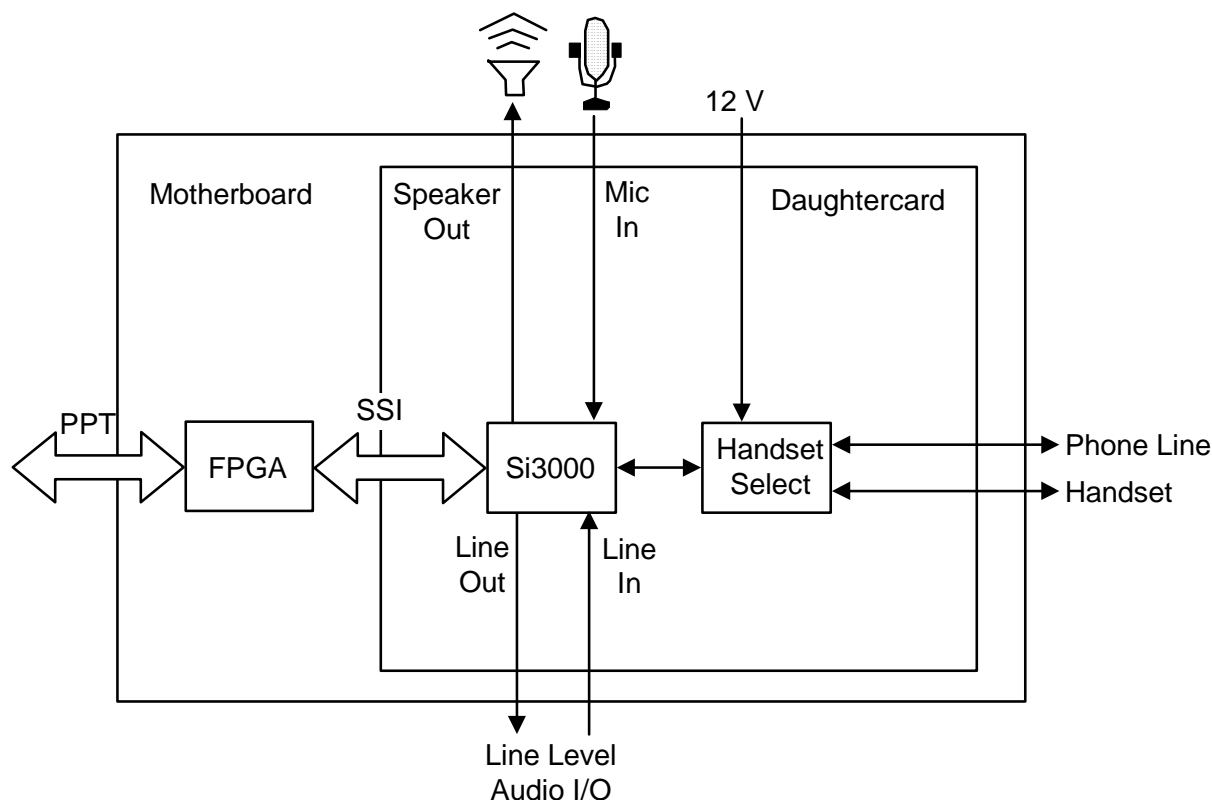 12 V
Motherboard
Speaker
Out
Mic
In
Daughtercard
PPT
FPGA
SSI
Si3000
Handset
Select
Phone Line
Handset
Line
Out
Line
In
Line Level
Audio I/O